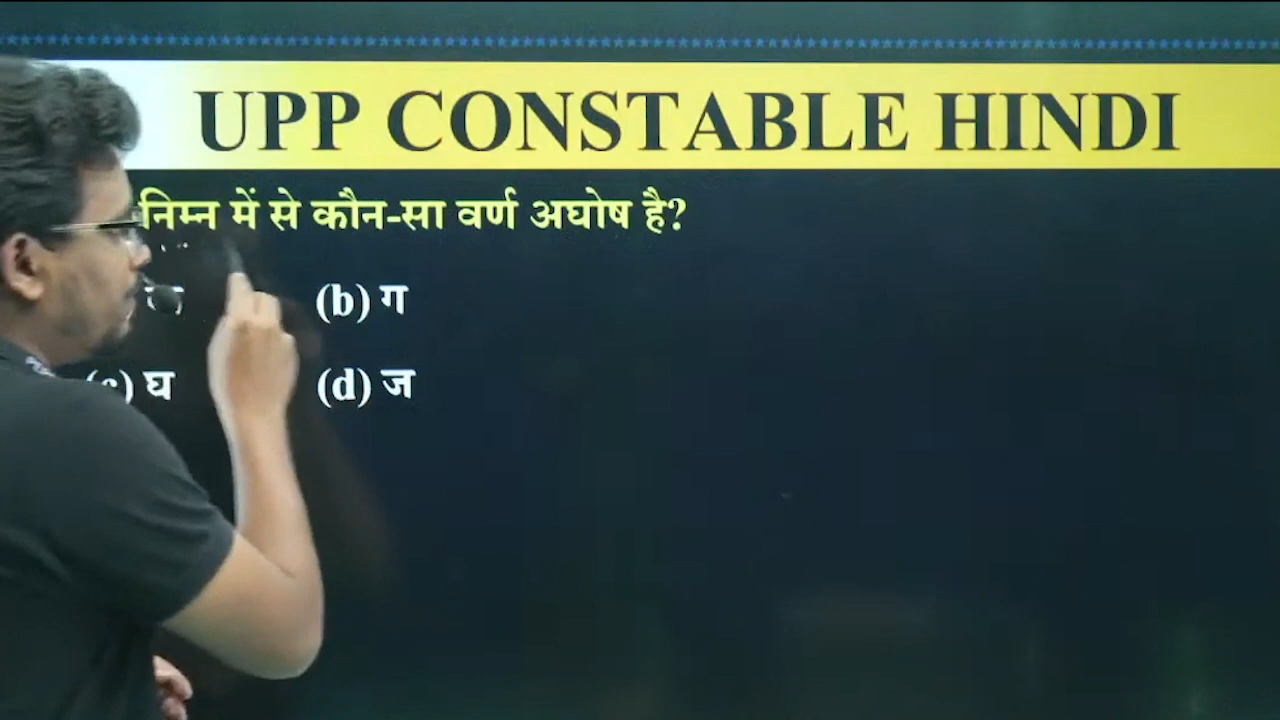 UPP CONSTABLE HINDI
निम्न में से कौन-सा वर्ण अघोष है?
(b) ग
(c) घ (d) ज